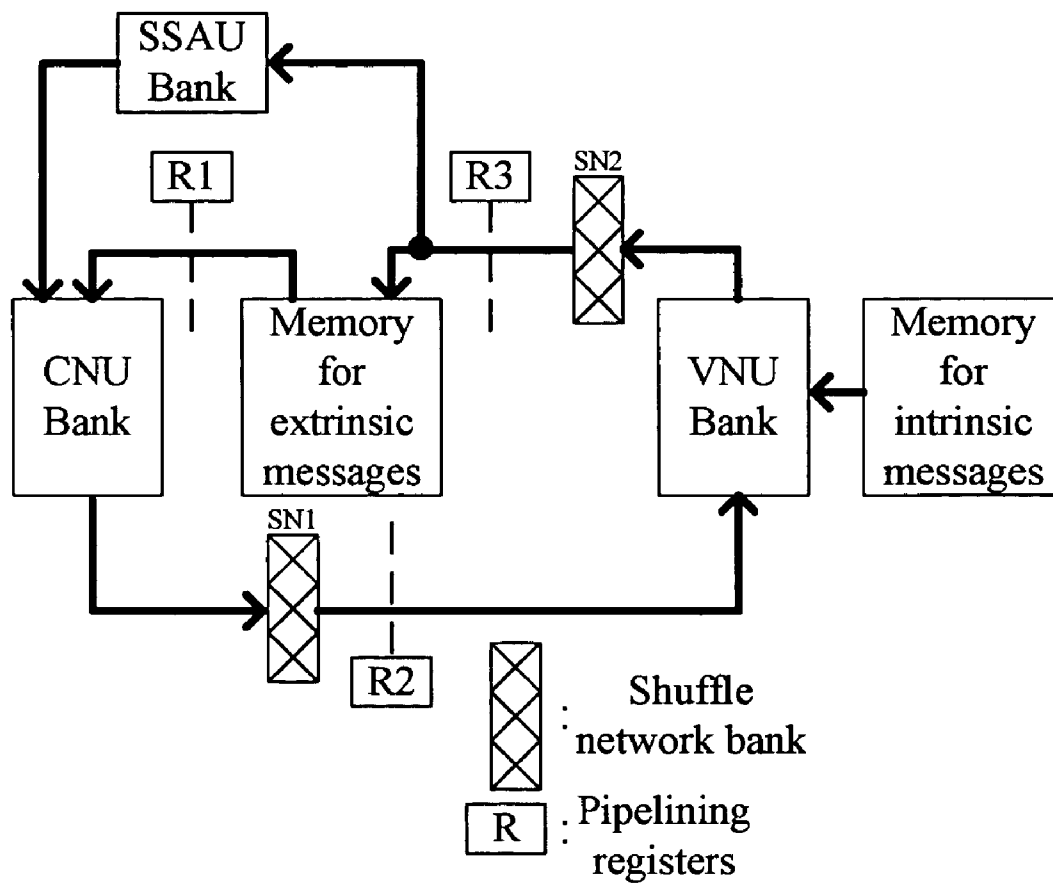 SSAU
Bank
R1
R3
SN2
CNU
Bank
Memory
for
extrinsic
messages
VNU
Bank
Memory
for
intrinsic
messages
SN1
R2
: Shuffle
network bank
R : Pipelining
registers